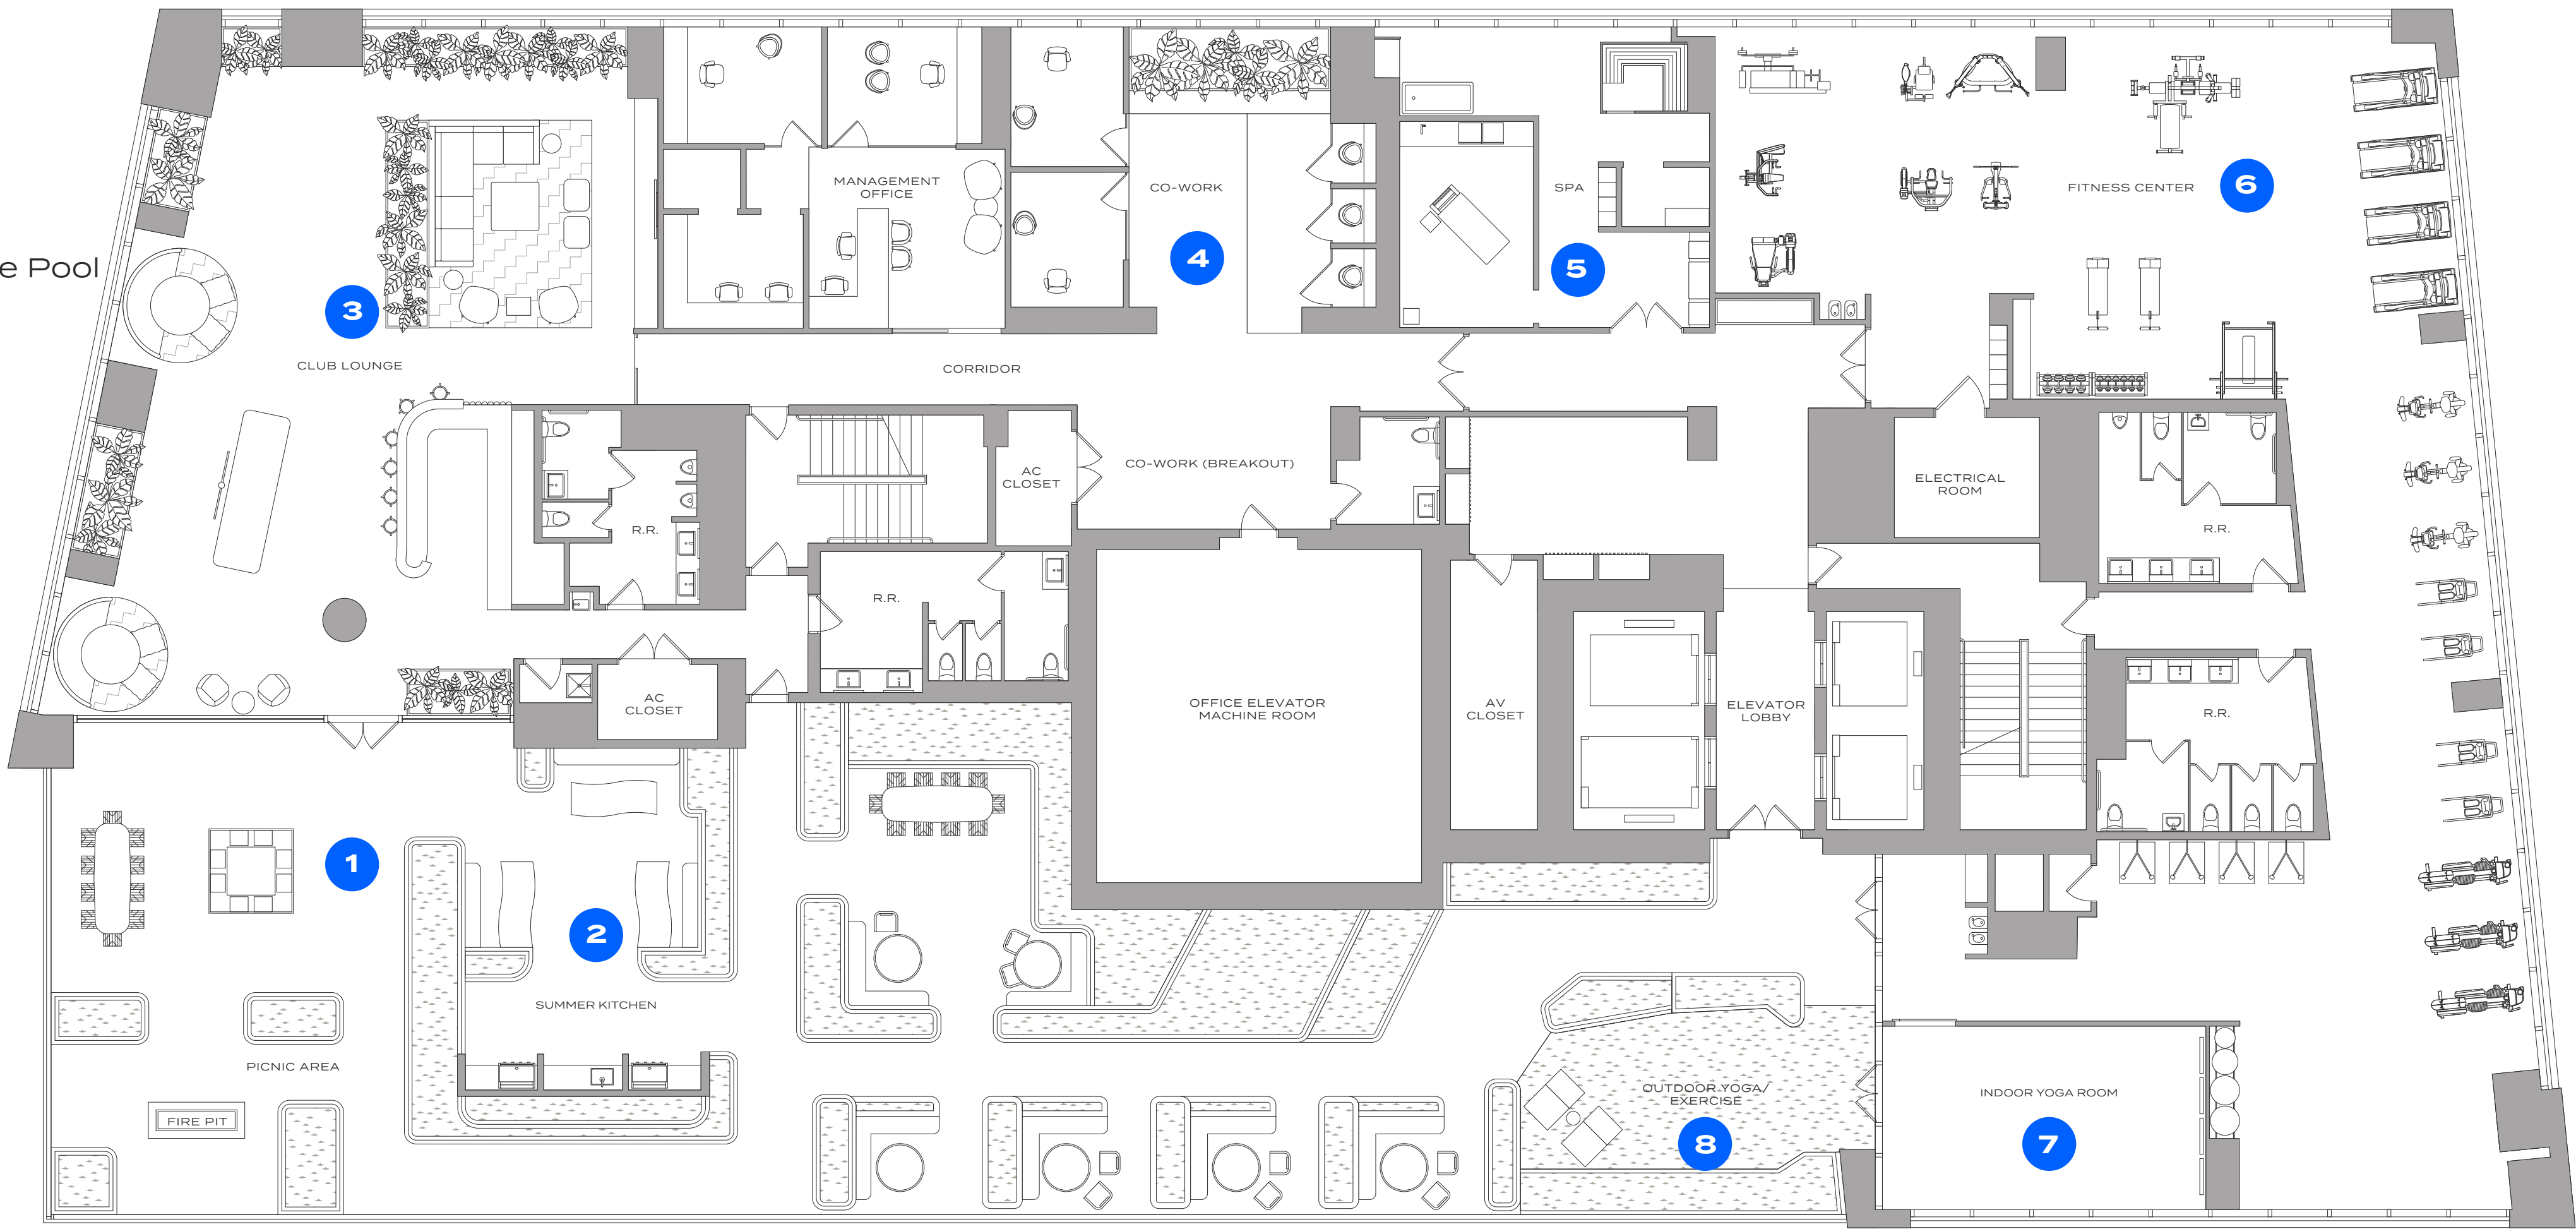 MANAGEMENT
OFFICE
CO-WORK
SPA
FITNESS CENTER
6
e Pool
4
5
3
CLUB LOUNGE
CORRIDOR
CO-WORK (BREAKOUT)
AC
CLOSET
ELECTRICAL
ROOM
R.R.
R.R.
R.R.
AC
CLOSET
OFFICE ELEVATOR
MACHINE ROOM
AV
CLOSET
ELEVATOR
LOBBY
R.R.
1
2
SUMMER KITCHEN
PICNIC AREA
FIRE PIT
OUTDOOR YOGA/
EXERCISE
8
INDOOR YOGA ROOM
7